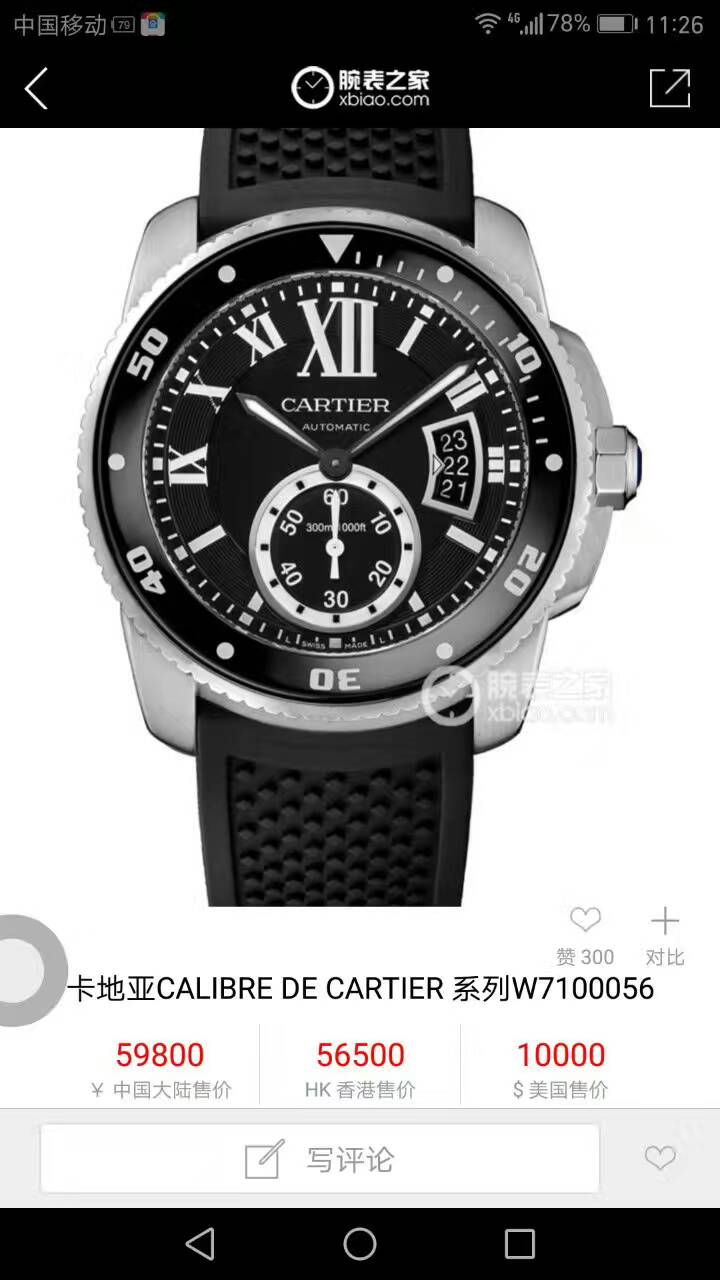 中国移动 79 4G 78% 11:26
腕表之家
xbiao.com
50
10
40
20
30
XII
XI
I
X
II
IX
CARTIER
AUTOMATIC
23
22
21
60
50
10
300m 1000ft
40
20
30
L SWISS MADE L
腕表之家
xbiao.com
赞 300
对比
卡地亚CALIBRE DE CARTIER 系列W7100056
59800 56500 10000
¥ 中国大陆售价 HK 香港售价 $ 美国售价
写评论